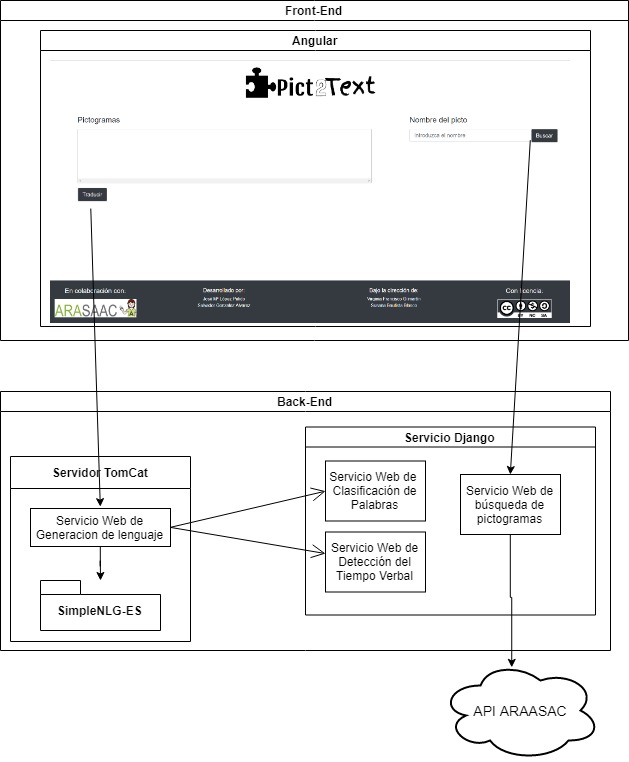 Front-End
Angular
Pict2Text
Pictogramas
Nombre del picto
Introduzca el nombre
Buscar
Traducir
En colaboración con:
Desarrollado por:
Bajo la dirección de
Con licencia:
José Mª López Pulido
Virginia Francisco Gilmartín
Salvador González Álvarez
Susana Bautista Blasco
ARASAAC
CC
BY NC SA
Back-End
Servicio Django
Servidor TomCat
Servicio Web de
Clasificación de
Palabras
Servicio Web de
búsqueda de
pictogramas
Servicio Web de
Generacion de lenguaje
Servicio Web de
Detección del
Tiempo Verbal
SimpleNLG-ES
API ARAASAC